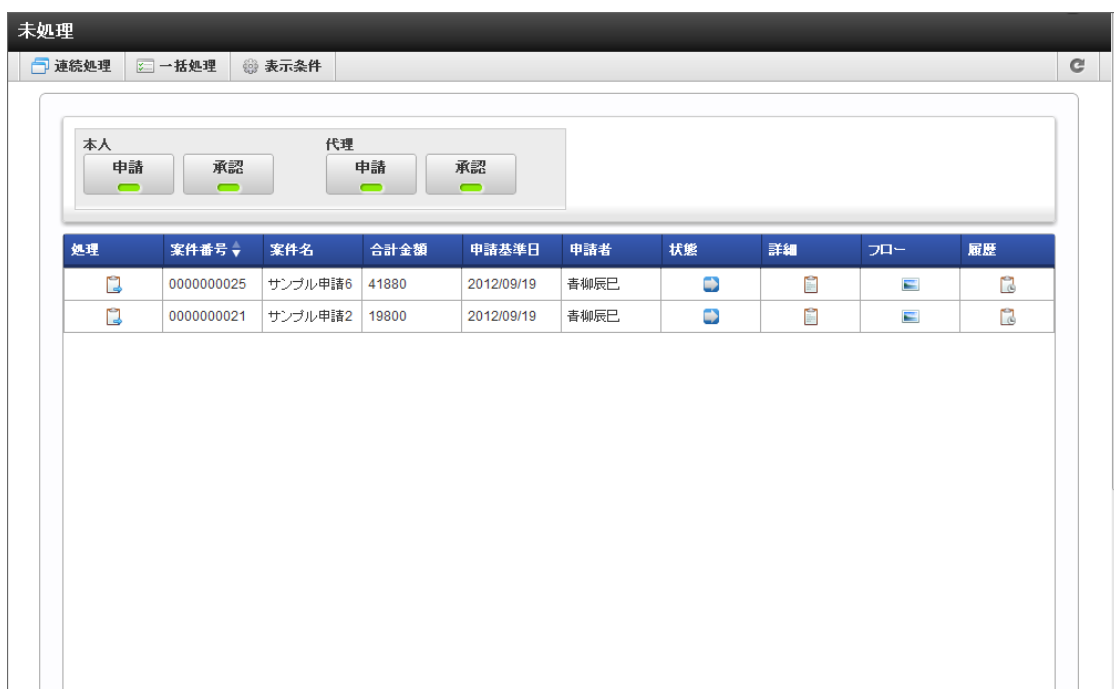 未処理
連続処理 一括処理 表示条件
本人 代理
申請 承認 申請 承認
処理 案件番号 案件名 合計金額 申請基準日 申請者 状態 詳細 フロー 履歴
0000000025 サンプル申請6 41880 2012/09/19 青柳辰巳
0000000021 サンプル申請2 19800 2012/09/19 青柳辰巳